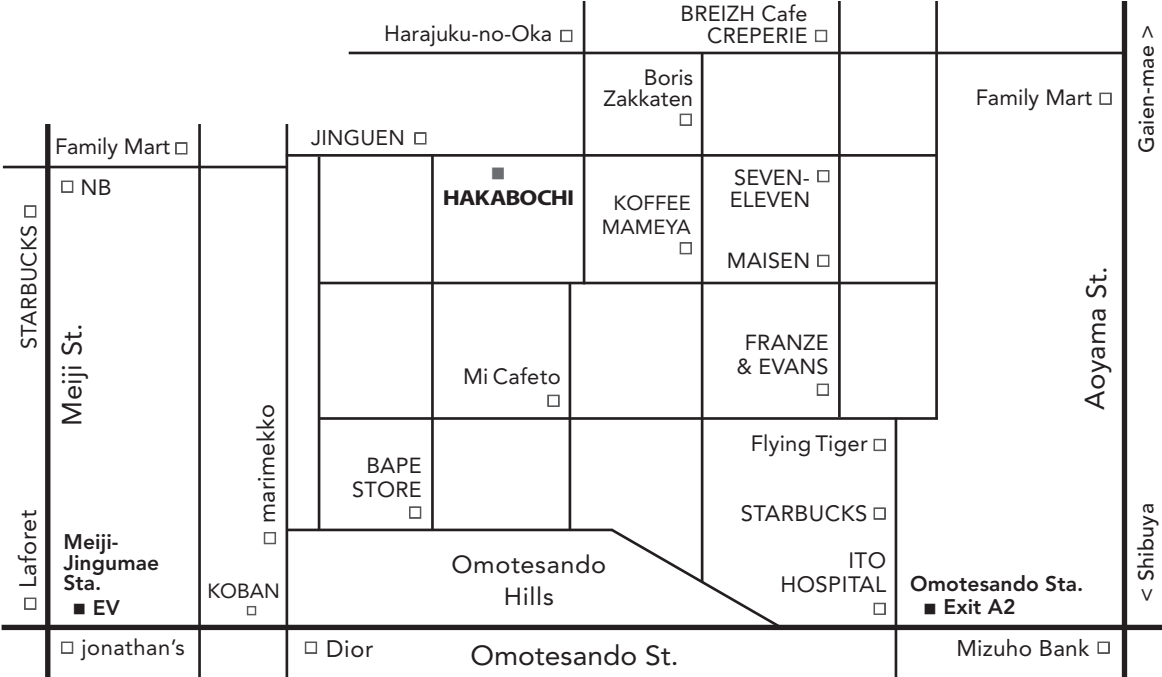 BREIZH Cafe
CREPERIE
Harajuku-no-Oka
Boris
Zakkaten
Family Mart
Gaien-mae >
JINGUEN
Family Mart
NB
HAKABOCHI
KOFFEE
MAMEYA
SEVEN-
ELEVEN
MAISEN
STARBUCKS
Meiji St.
Aoyama St.
FRANZE
& EVANS
Mi Cafeto
marimekko
BAPE
STORE
Flying Tiger
STARBUCKS
Laforet
Meiji-
Jingumae
Sta.
EV
KOBAN
Omotesando
Hills
ITO
HOSPITAL
Omotesando Sta.
Exit A2
< Shibuya
jonathan's
Dior
Omotesando St.
Mizuho Bank